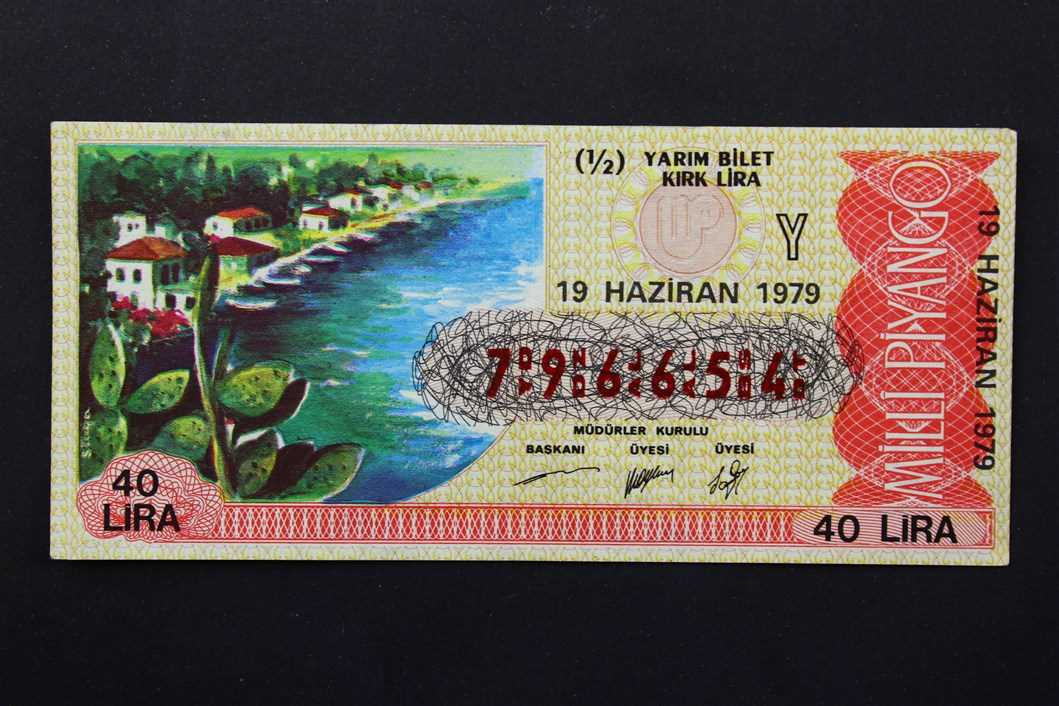 (½) YARIM BİLET
KIRK LİRA
Y
19 HAZİRAN 1979
796654
MÜDÜRLER KURULU
BAŞKANI ÜYESİ ÜYESİ
40
LİRA
40 LİRA
MİLLİ PİYANGO
19 HAZİRAN 1979